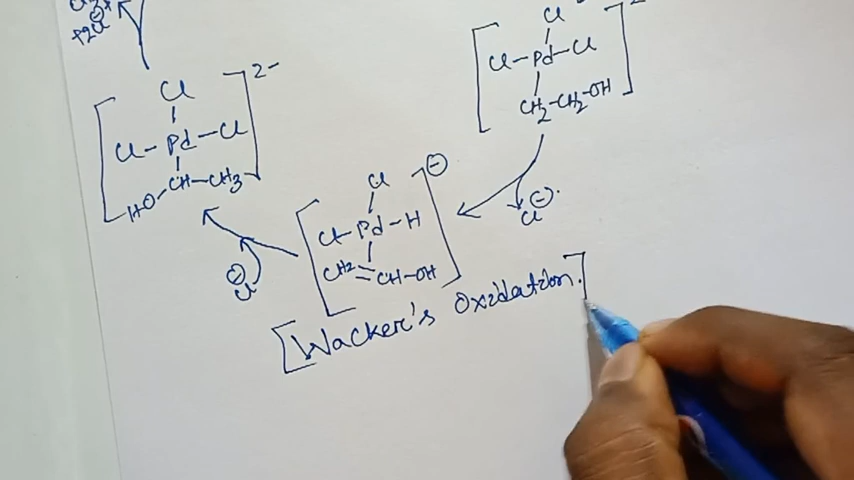 +2Cl⊖
Cl
Cl-Pd-Cl
CH2-CH2-OH
Cl
2-
Cl-Pd-Cl
HO-CH-CH3
Cl
⊖
Cl-Pd-H
CH2=CH-OH
Cl⊖
⊖
Cl
[Wacker's Oxidation.]